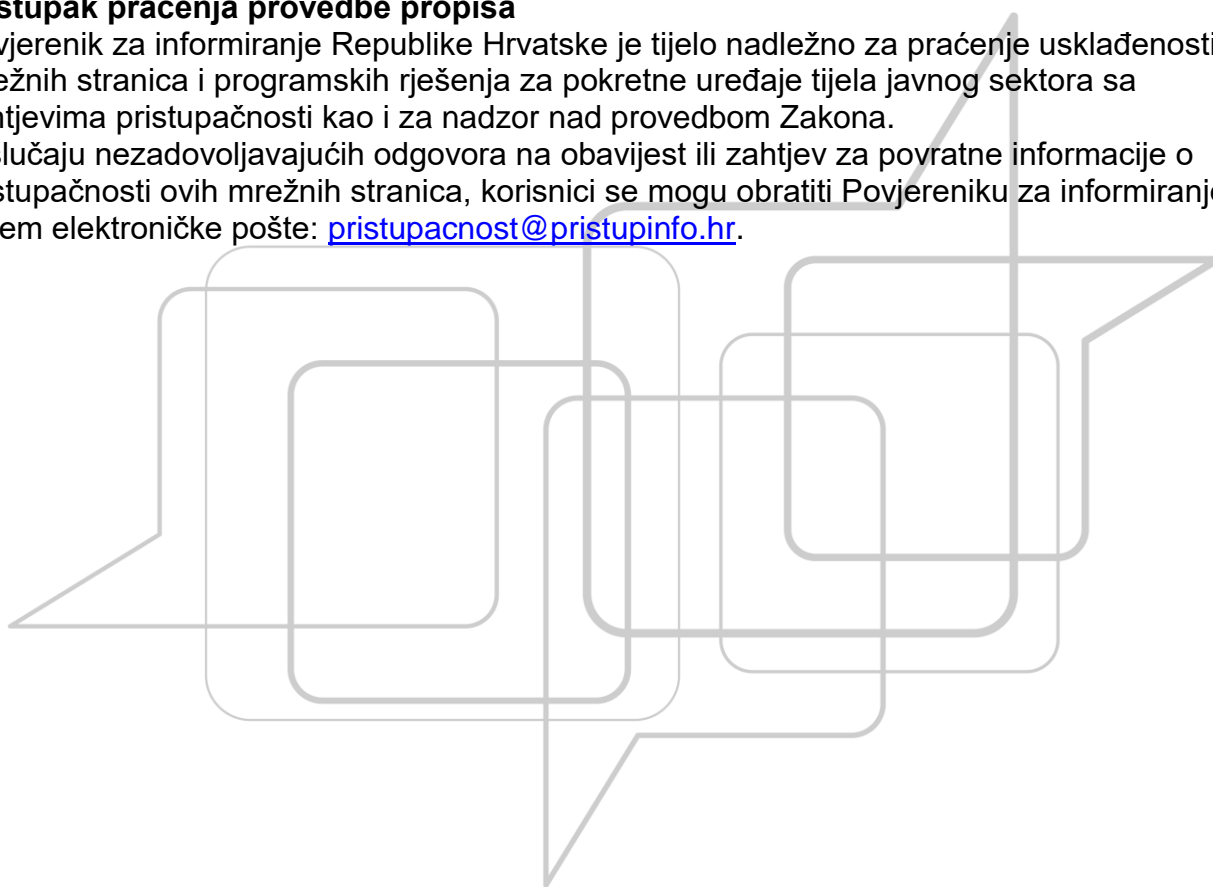 stupak praćenja provedbe propisa
vjerenik za informiranje Republike Hrvatske je tijelo nadležno za praćenje usklađenosti
ežnih stranica i programskih rješenja za pokretne uređaje tijela javnog sektora sa
htjevima pristupačnosti kao i za nadzor nad provedbom Zakona.
slučaju nezadovoljavajućih odgovora na obavijest ili zahtjev za povratne informacije o
stupačnosti ovih mrežnih stranica, korisnici se mogu obratiti Povjereniku za informiranje
em elektroničke pošte: pristupacnost@pristupinfo.hr.